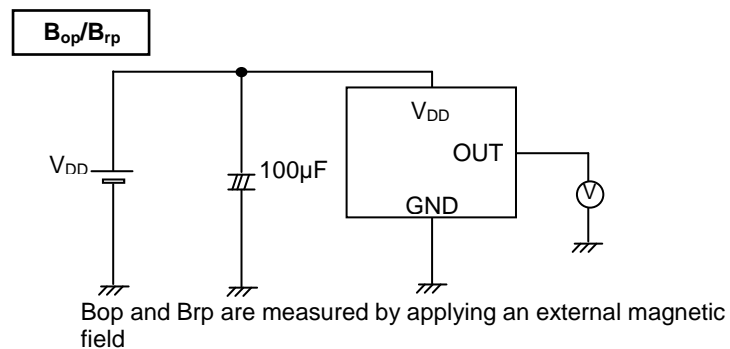 Bop/Brp
VDD
OUT
VDD
100µF
GND
V
Bop and Brp are measured by applying an external magnetic
field